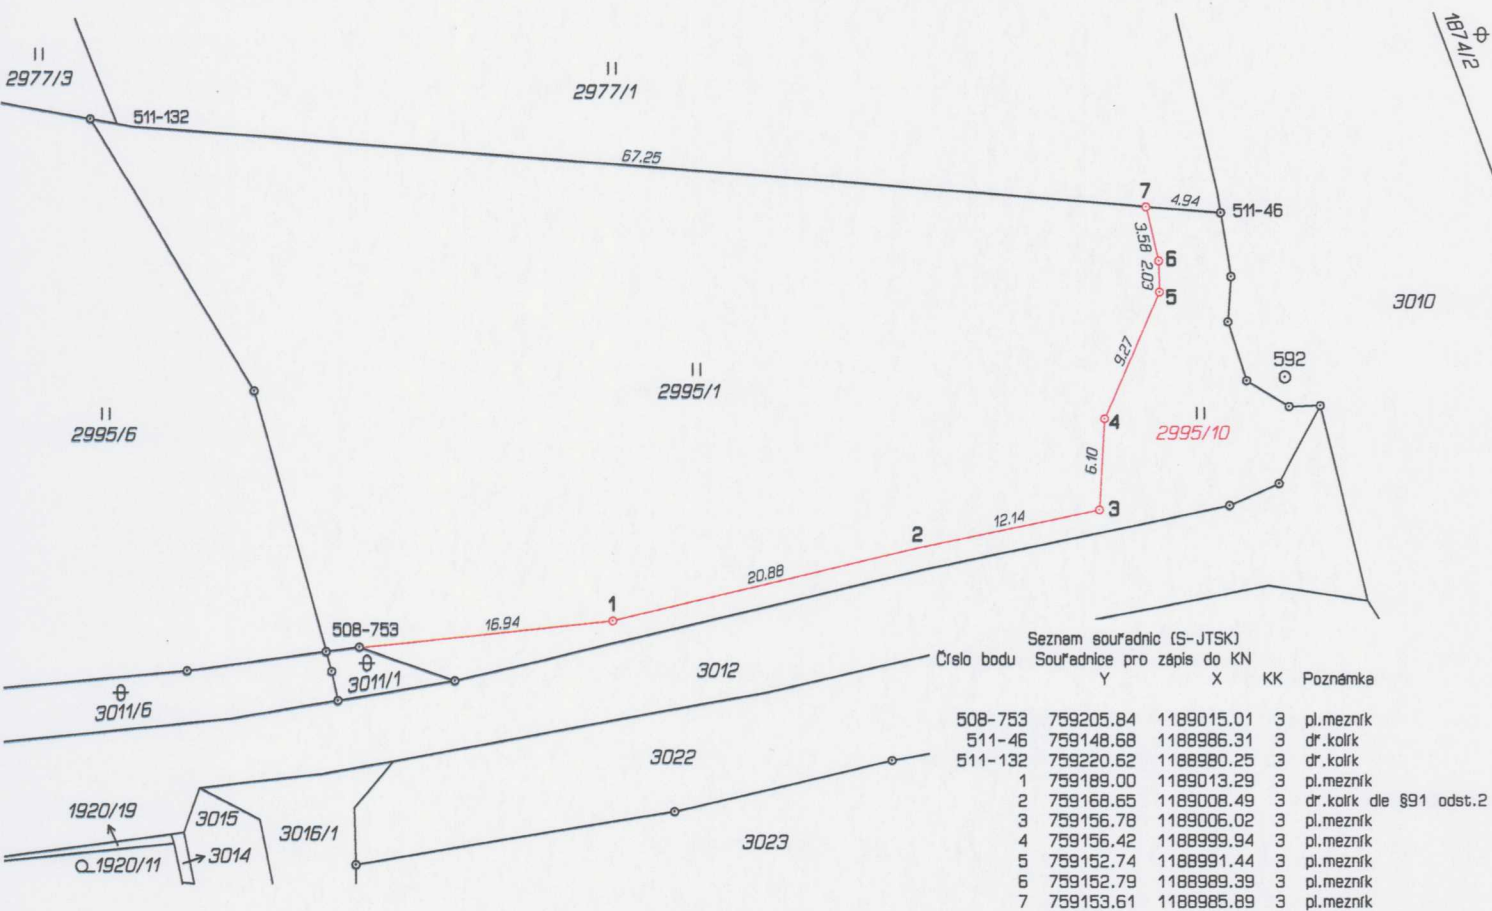 1874/2
2977/3
2977/1
511-132
67.25
7
4.94
511-46
3.58
6
2.03
5
3010
9.27
592
2995/1
2995/6
4
2995/10
6.10
3
12.14
2
20.88
1
16.94
508-753
3011/1
3012
3011/6
Seznam souřadnic (S-JTSK)
Číslo bodu Souřadnice pro zápis do KN
Y X KK Poznámka
508-753 759205.84 1189015.01 3 pl.mezník
511-46 759148.68 1188986.31 3 dř.kolík
511-132 759220.62 1188980.25 3 dř.kolík
1 759189.00 1189013.29 3 pl.mezník
2 759168.65 1189008.49 3 dř.kolík dle §91 odst.2
3 759156.78 1189006.02 3 pl.mezník
4 759156.42 1188999.94 3 pl.mezník
5 759152.74 1188991.44 3 pl.mezník
6 759152.79 1188989.39 3 pl.mezník
7 759153.61 1188985.89 3 pl.mezník
3022
1920/19
3015
3016/1
3023
3014
1920/11